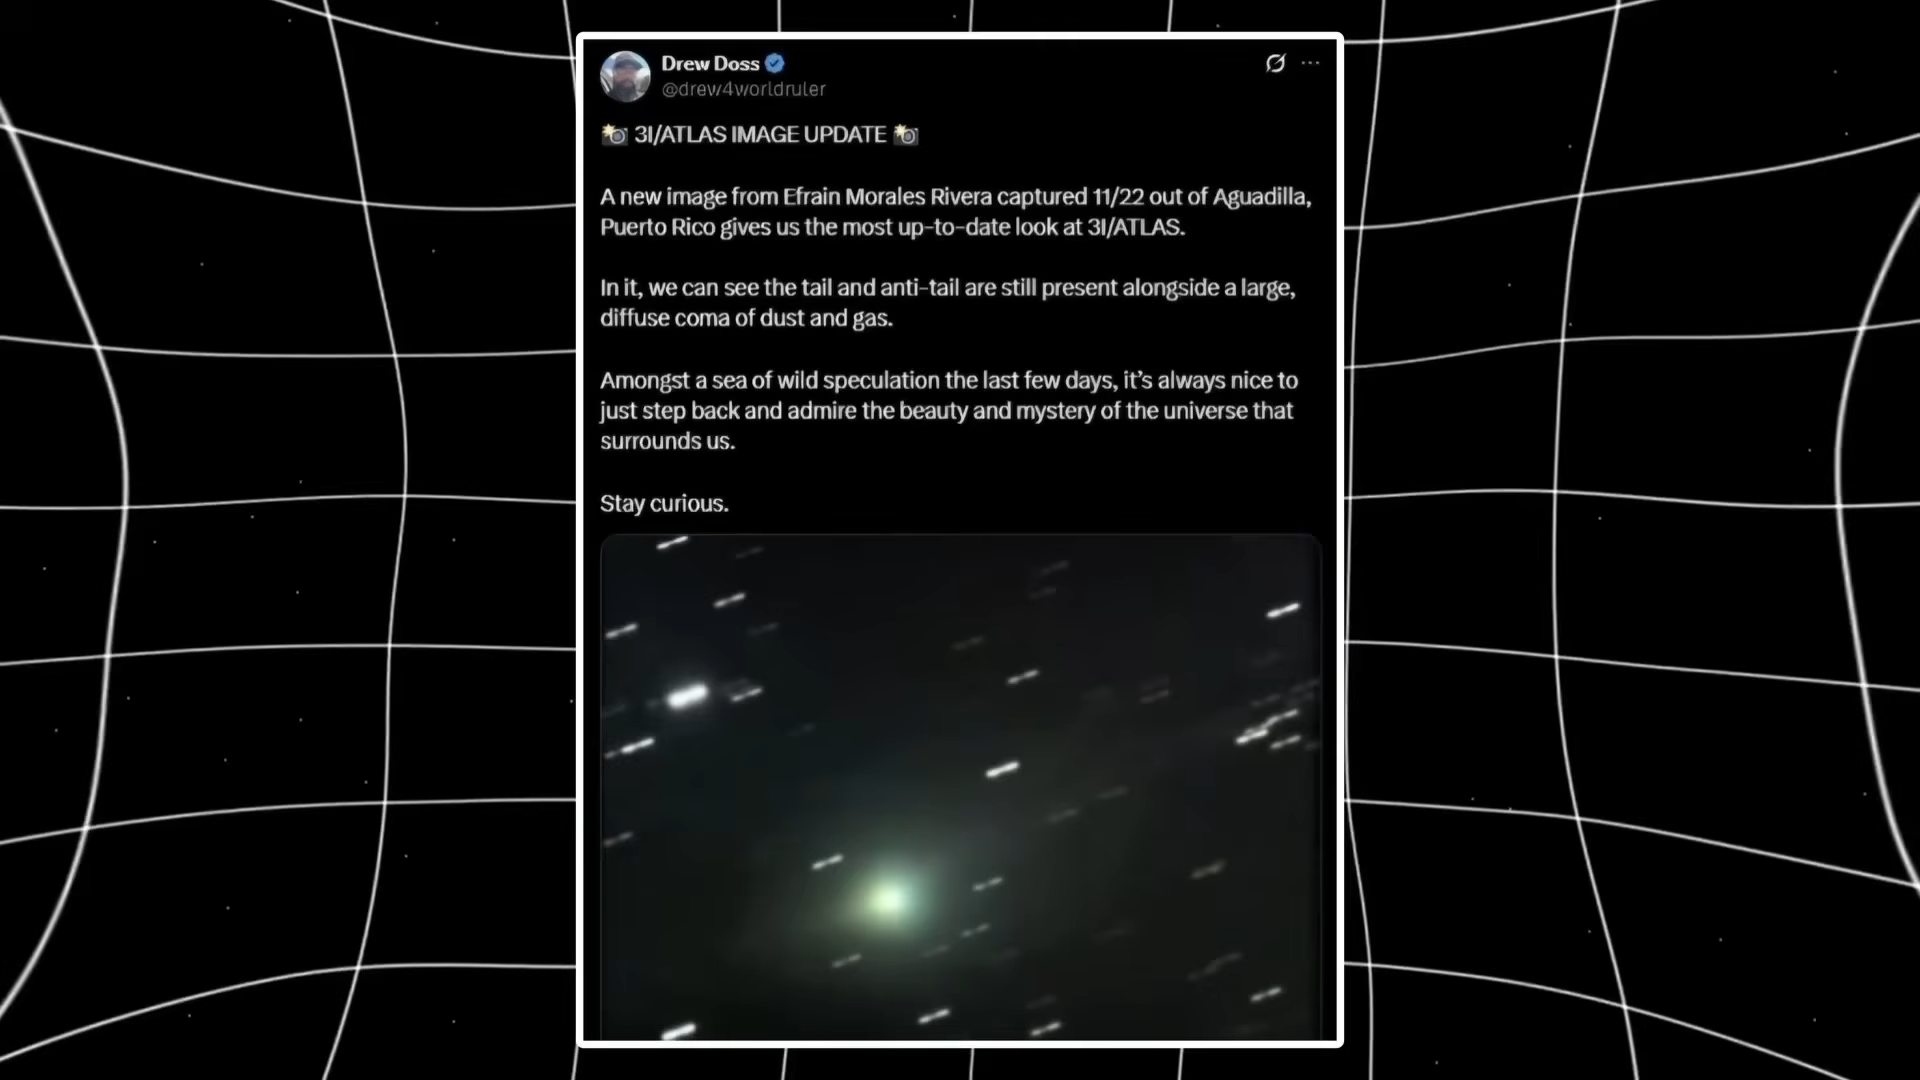 Drew Doss
@drew4worldruler
3I/ATLAS IMAGE UPDATE
A new image from Efrain Morales Rivera captured 11/22 out of Aguadilla,
Puerto Rico gives us the most up-to-date look at 3I/ATLAS.
In it, we can see the tail and anti-tail are still present alongside a large,
diffuse coma of dust and gas.
Amongst a sea of wild speculation the last few days, it's always nice to
just step back and admire the beauty and mystery of the universe that
surrounds us.
Stay curious.